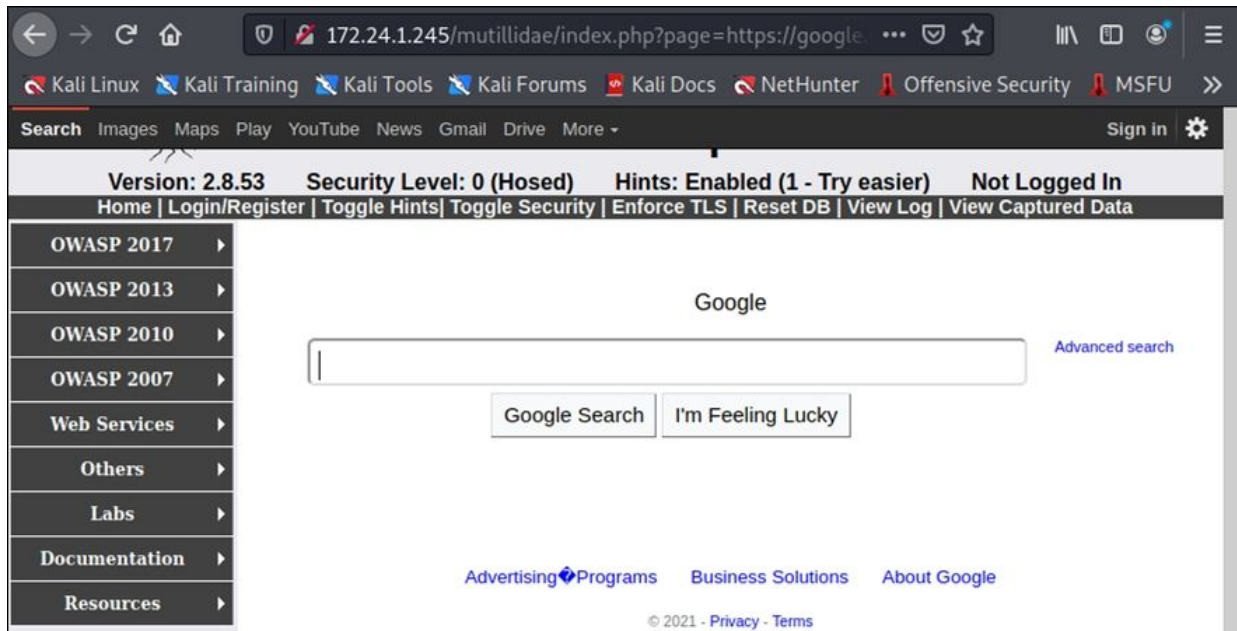 172.24.1.245/mutillidae/index.php?page=https://google.
Kali Linux Kali Training Kali Tools Kali Forums Kali Docs NetHunter Offensive Security MSFU
Search Images Maps Play YouTube News Gmail Drive More Sign in
Version: 2.8.53 Security Level: 0 (Hosed) Hints: Enabled (1 - Try easier) Not Logged In
Home | Login/Register | Toggle Hints| Toggle Security | Enforce TLS | Reset DB | View Log | View Captured Data
OWASP 2017
OWASP 2013
OWASP 2010
OWASP 2007
Web Services
Others
Labs
Documentation
Resources
Google
Advanced search
Google Search I'm Feeling Lucky
Advertising�Programs Business Solutions About Google
© 2021 - Privacy - Terms